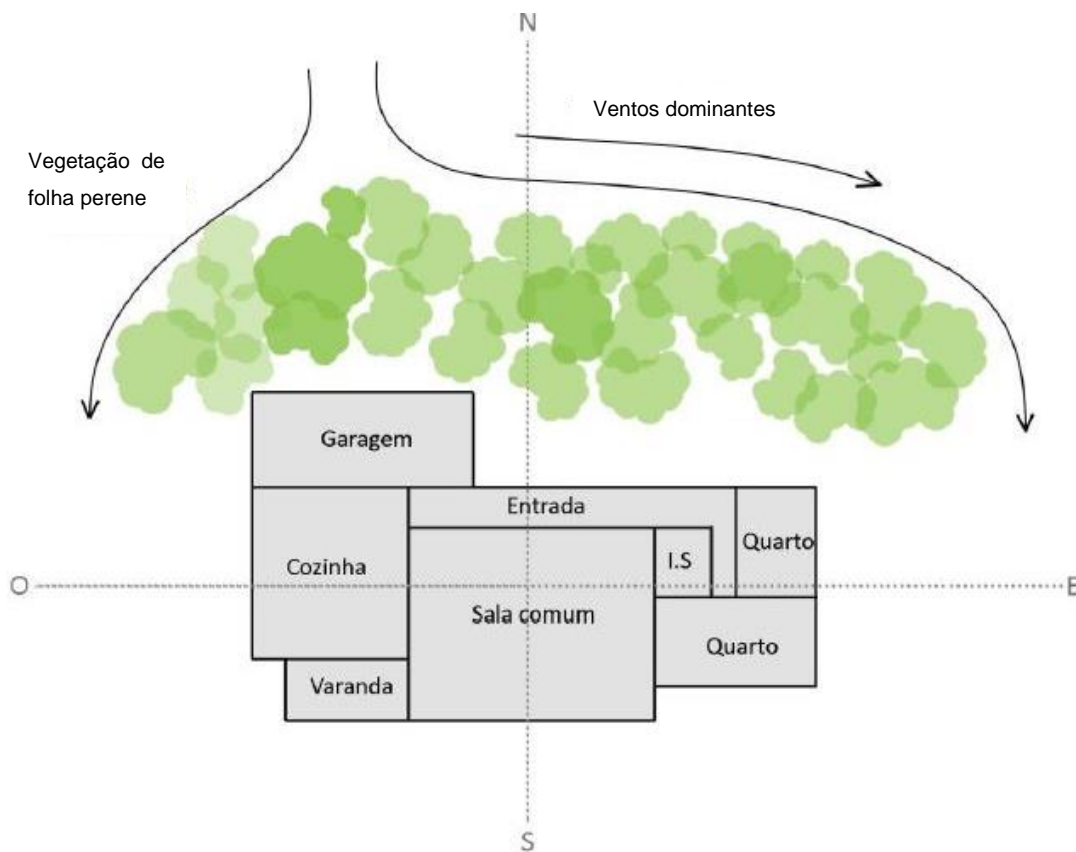 N
Ventos dominantes
Vegetação de
folha perene
Garagem
Entrada
Quarto
I.S
Cozinha
O
E
Sala comum
Quarto
Varanda
S